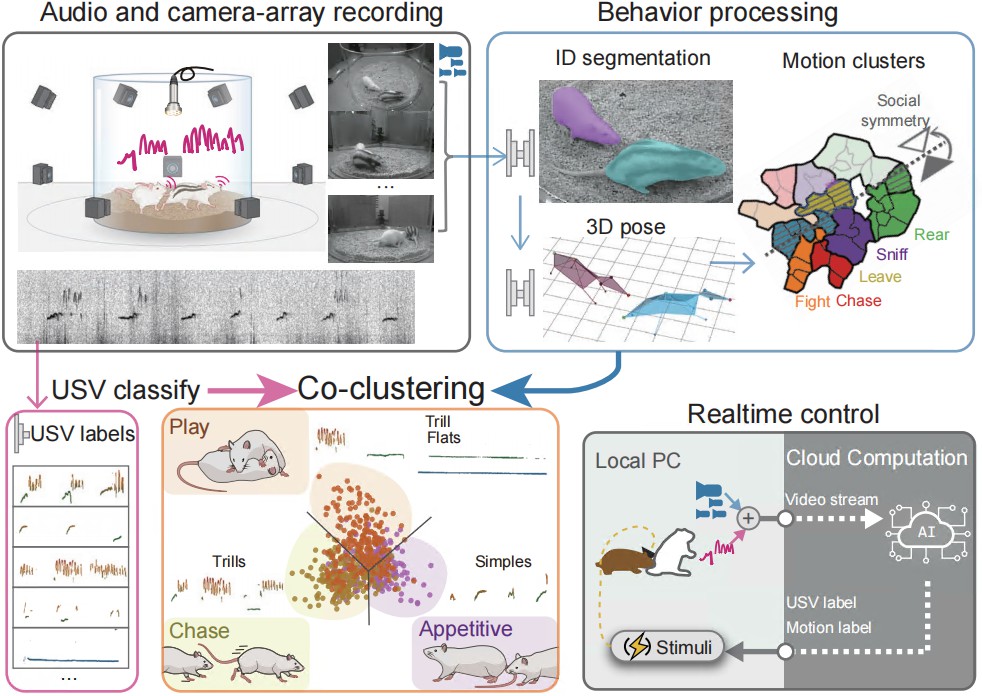 Audio and camera-array recording
Behavior processing
...
ID segmentation
3D pose
Motion clusters
Social
symmetry
Rear
Sniff
Leave
Fight Chase
USV classify
Co-clustering
USV labels
...
Play
Trill
Flats
Trills
Simples
Chase
Appetitive
Realtime control
Local PC
Cloud Computation
Video stream
+
AI
USV label
Motion label
Stimuli